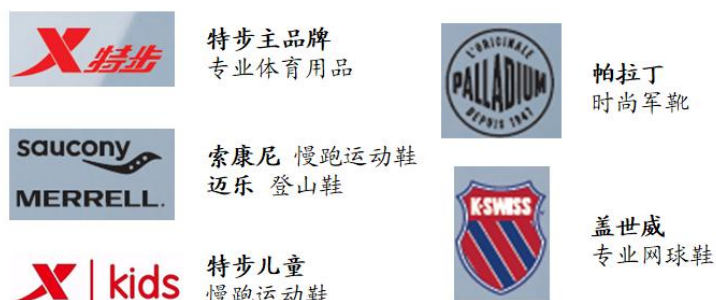 特步
特步主品牌
专业体育用品
saucony
MERRELL.
索康尼 慢跑运动鞋
迈乐 登山鞋
X | kids
特步儿童
慢跑运动鞋
L'ORIGINALE
PALLADIUM
DEPUIS 1947
帕拉丁
时尚军靴
K·SWISS
盖世威
专业网球鞋